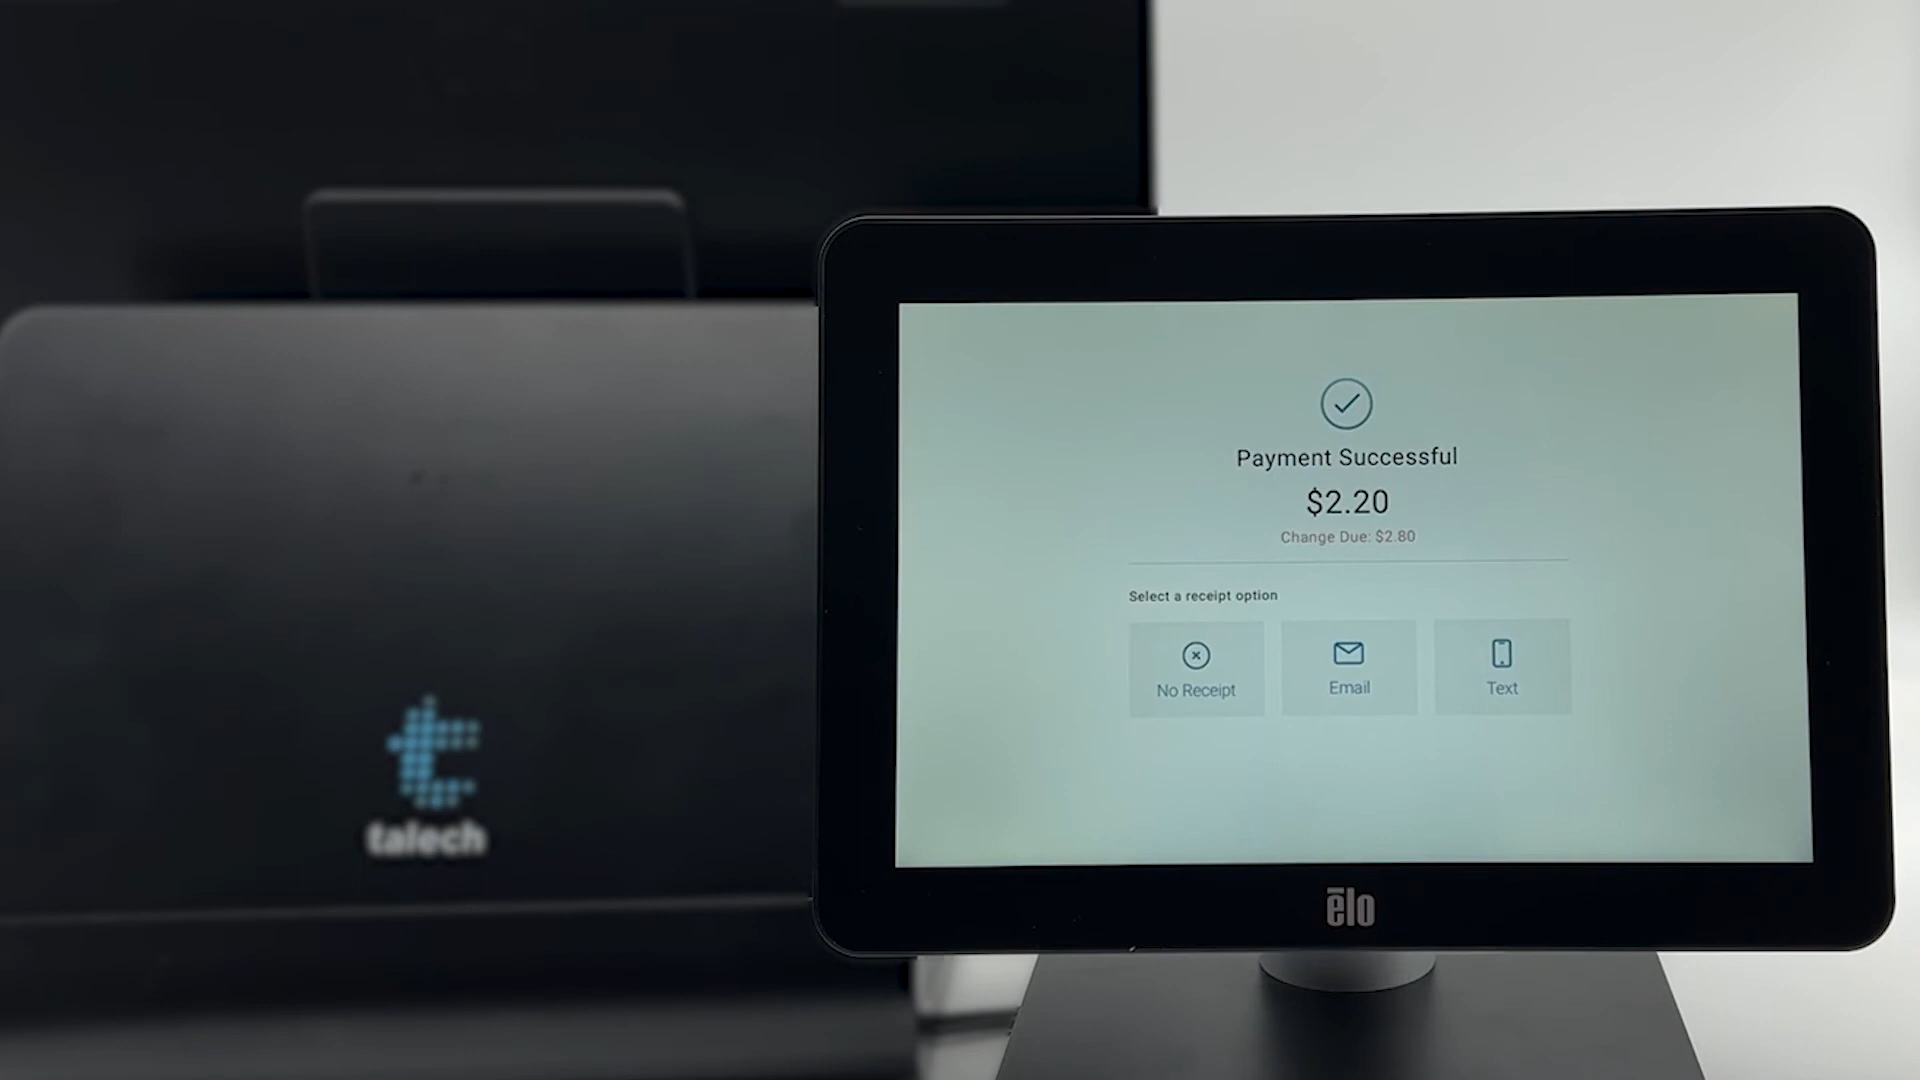 Payment Successful
$2.20
Change Due: $2.80
Select a receipt option
No Receipt
Email
Text
talech
ēlo